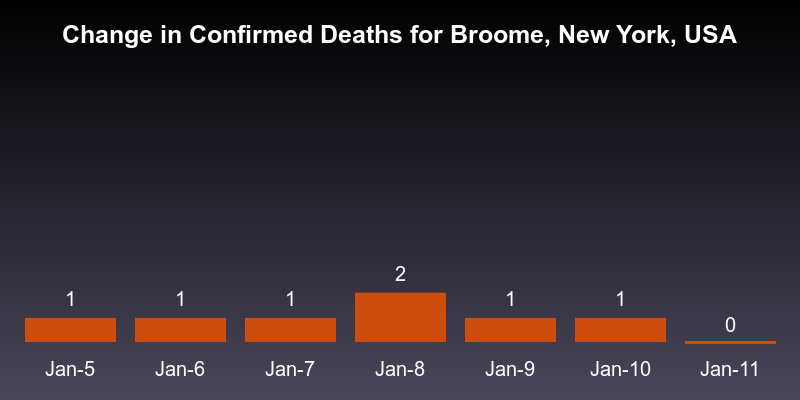 Change in Confirmed Deaths for Broome, New York, USA
2
1 1 1 1 1
0
Jan-5 Jan-6 Jan-7 Jan-8 Jan-9 Jan-10 Jan-11